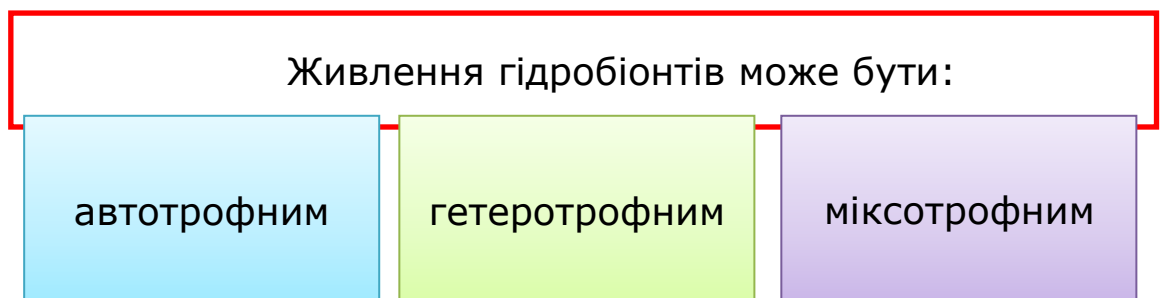 Живлення гідробіонтів може бути:
автотрофним
гетеротрофним
міксотрофним